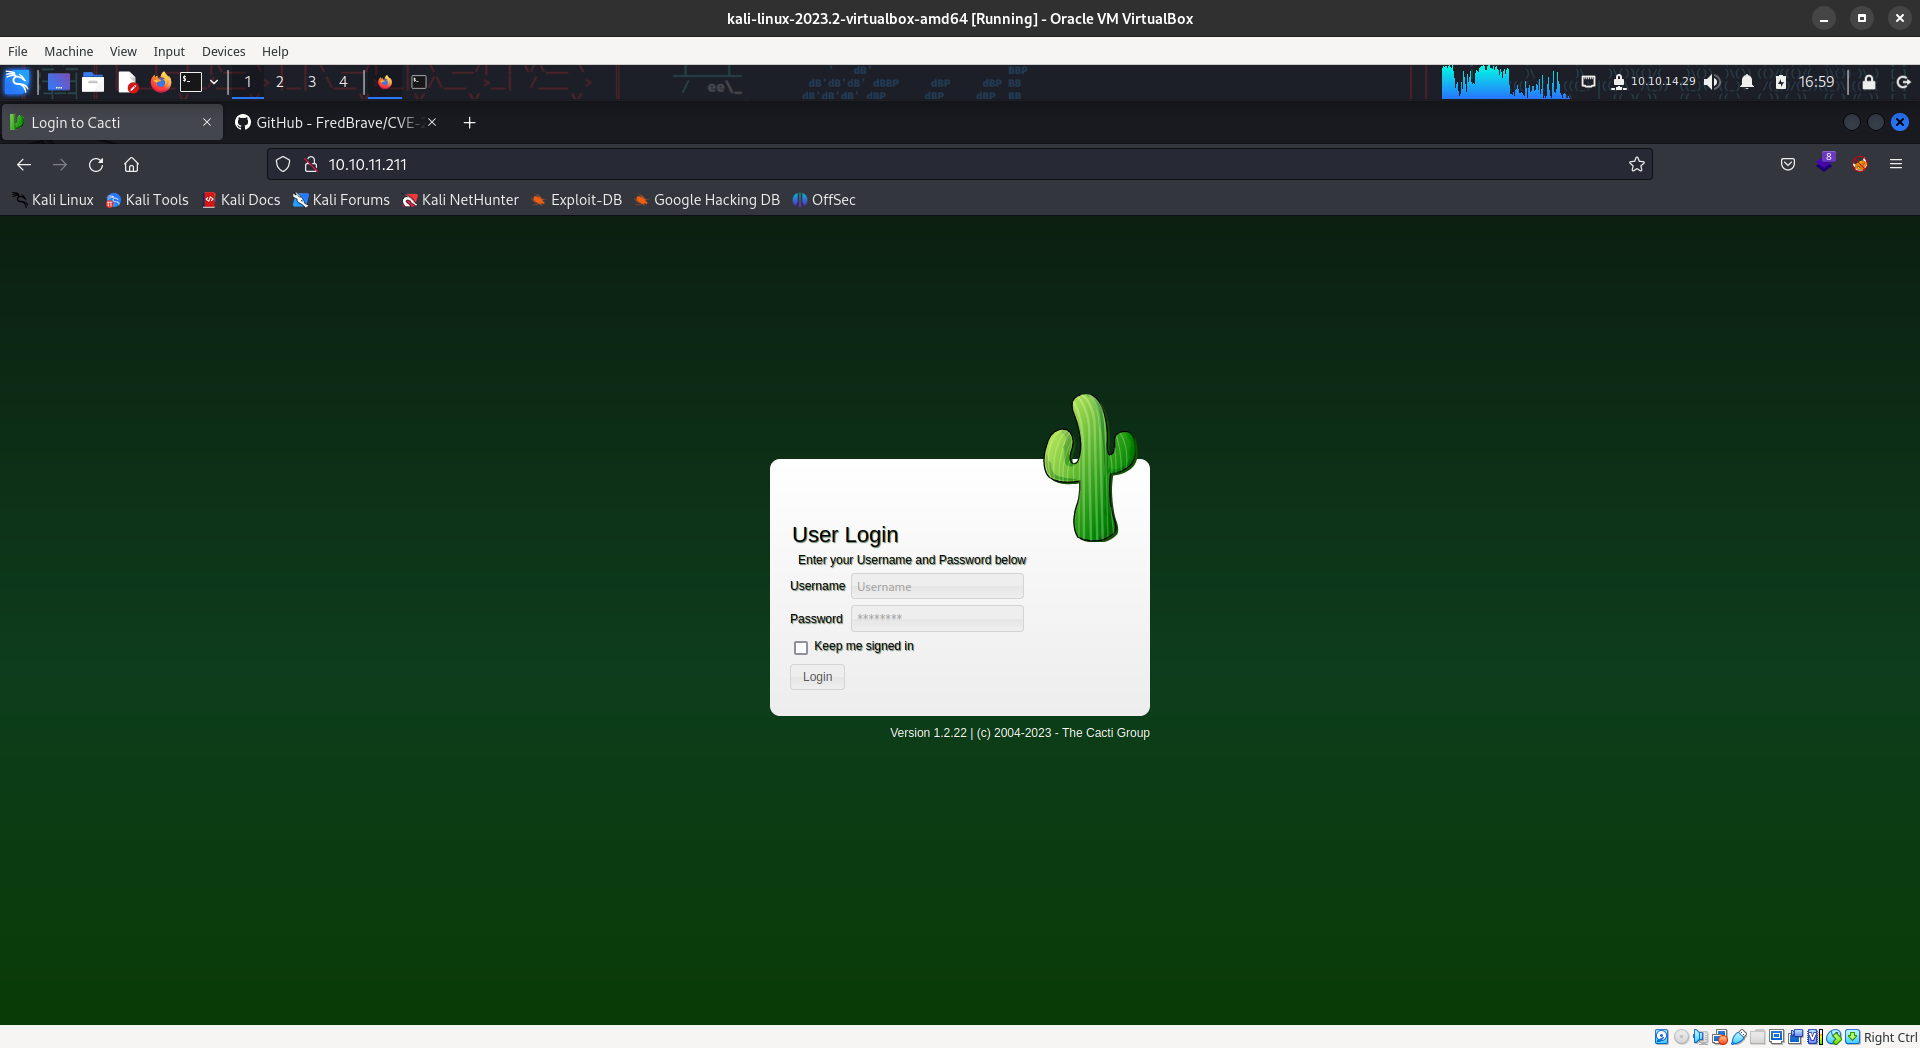 kali-linux-2023.2-virtualbox-amd64 [Running] - Oracle VM VirtualBox
File Machine View Input Devices Help
1 2 3 4 10.10.14.29 16:59
Login to Cacti GitHub - FredBrave/CVE-
10.10.11.211 8
Kali Linux Kali Tools Kali Docs Kali Forums Kali NetHunter Exploit-DB Google Hacking DB OffSec
User Login
Enter your Username and Password below
Username Username
Password ********
Keep me signed in
Login
Version 1.2.22 | (c) 2004-2023 - The Cacti Group
Right Ctrl